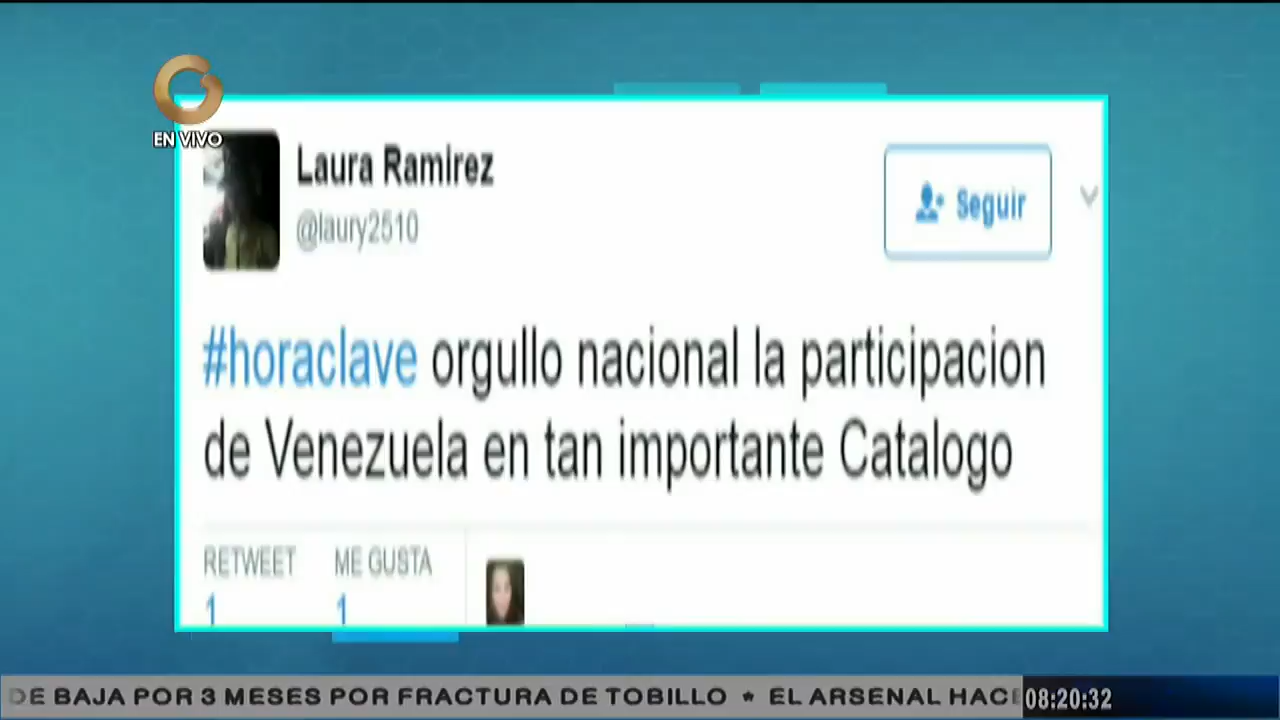 EN VIVO
Laura Ramirez
@laury2510
Seguir
#horaclave orgullo nacional la participacion
de Venezuela en tan importante Catalogo
RETWEET
ME GUSTA
1
1
DE BAJA POR 3 MESES POR FRACTURA DE TOBILLO * EL ARSENAL HACE
08:20:32